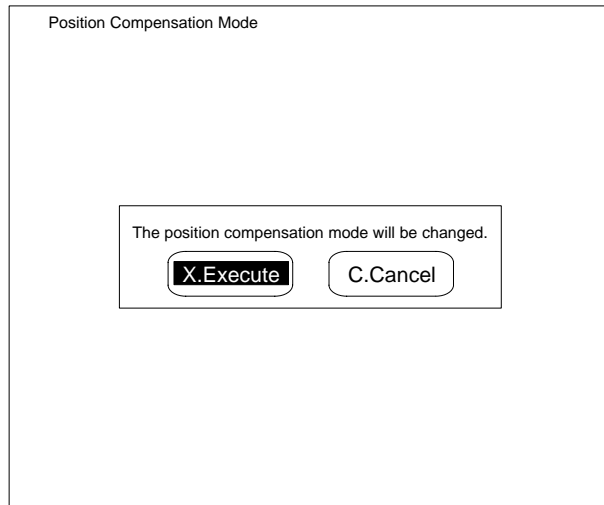 Position Compensation Mode
The position compensation mode will be changed.
X.Execute C.Cancel